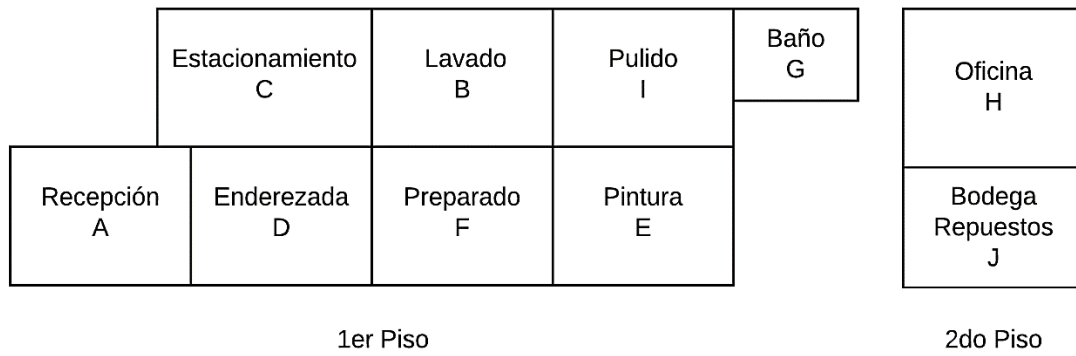 Estacionamiento
C
Lavado
B
Pulido
I
Baño
G
Oficina
H
Recepción
A
Enderezada
D
Preparado
F
Pintura
E
Bodega
Repuestos
J
1er Piso
2do Piso